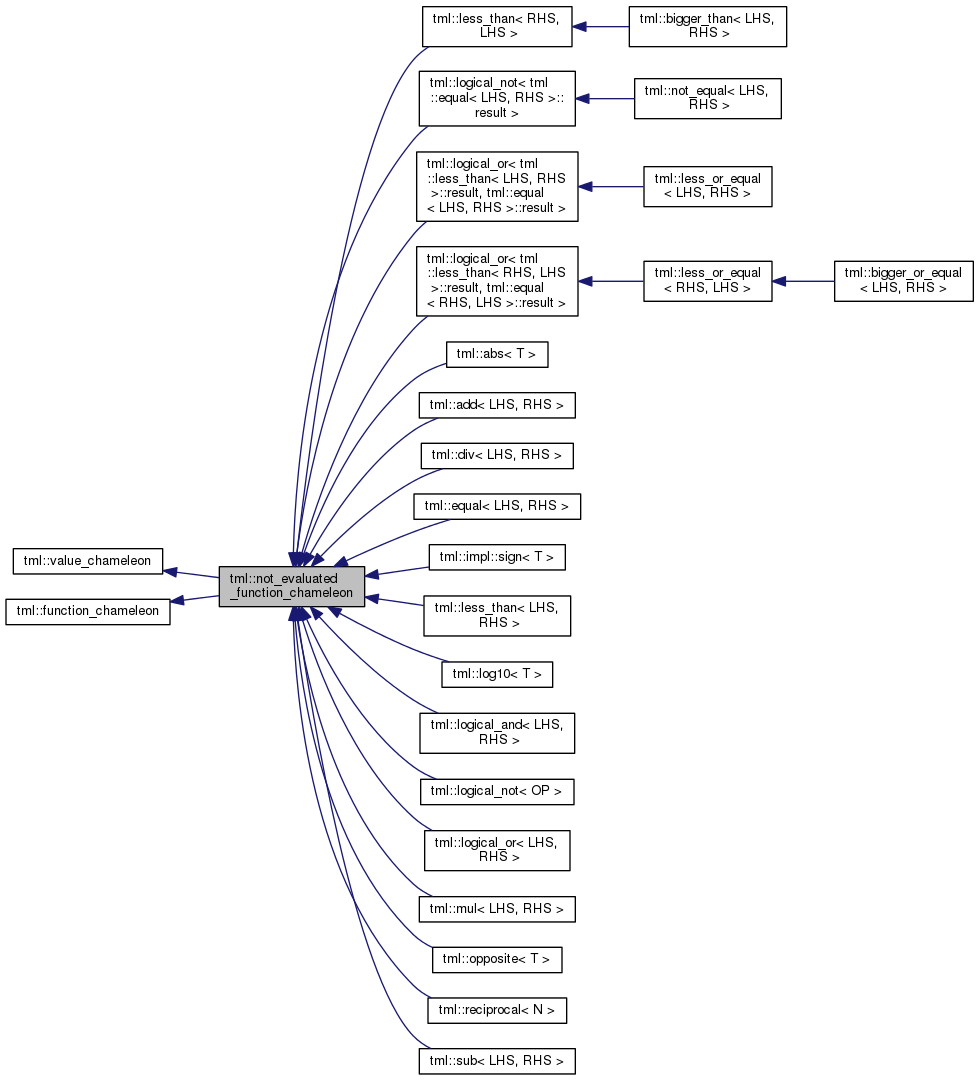 tml::less_than< RHS,
LHS >
tml::bigger_than< LHS,
RHS >
tml::logical_not< tml
::equal< LHS, RHS >::
result >
tml::not_equal< LHS,
RHS >
tml::logical_or< tml
::less_than< LHS, RHS
>::result, tml::equal
< LHS, RHS >::result >
tml::less_or_equal
< LHS, RHS >
tml::logical_or< tml
::less_than< RHS, LHS
>::result, tml::equal
< RHS, LHS >::result >
tml::less_or_equal
< RHS, LHS >
tml::bigger_or_equal
< LHS, RHS >
tml::abs< T >
tml::add< LHS, RHS >
tml::div< LHS, RHS >
tml::equal< LHS, RHS >
tml::impl::sign< T >
tml::value_chameleon
tml::function_chameleon
tml::not_evaluated
_function_chameleon
tml::less_than< LHS,
RHS >
tml::log10< T >
tml::logical_and< LHS,
RHS >
tml::logical_not< OP >
tml::logical_or< LHS,
RHS >
tml::mul< LHS, RHS >
tml::opposite< T >
tml::reciprocal< N >
tml::sub< LHS, RHS >